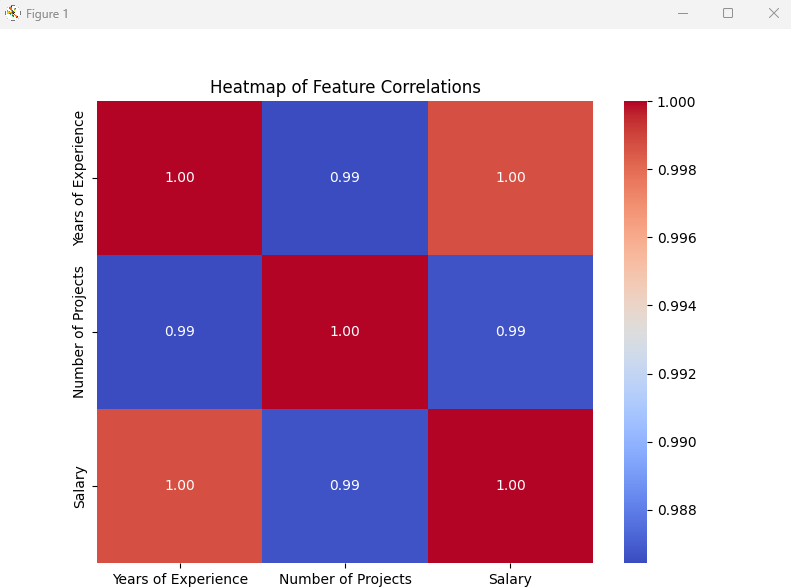 Figure 1
Heatmap of Feature Correlations
Years of Experience
1.00
0.99
1.00
Number of Projects
0.99
1.00
0.99
Salary
1.00
0.99
1.00
Years of Experience
Number of Projects
Salary
1.000
0.998
0.996
0.994
0.992
0.990
0.988